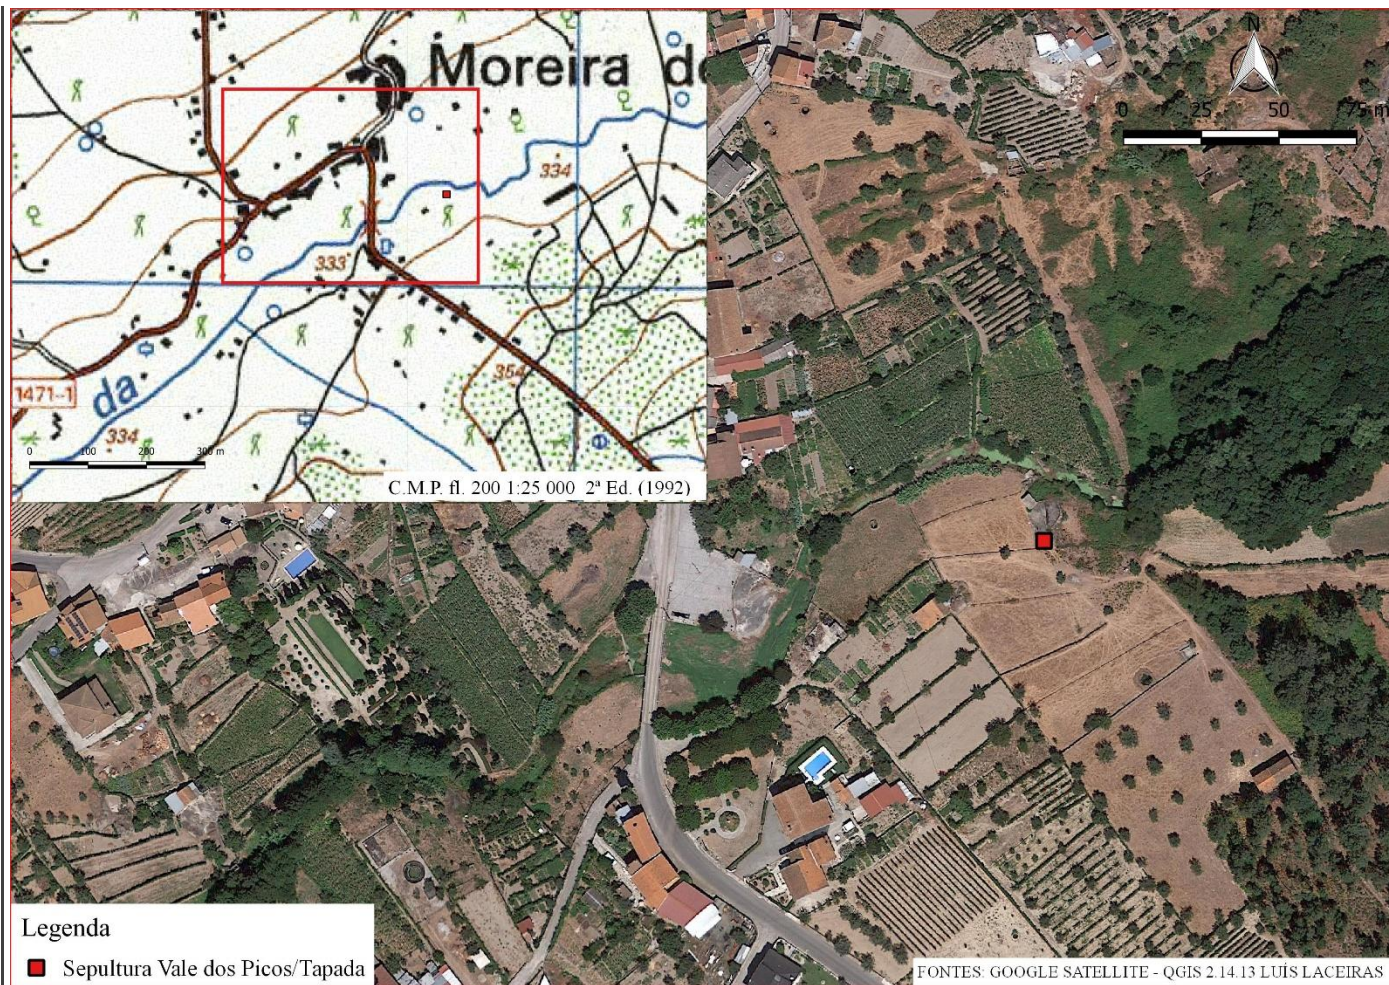 Moreira do
334
333
354
1471-1
da
334
0 100 200 300 m
C.M.P. fl. 200 1:25 000 2ª Ed. (1992)
N
0 25 50 75 m
Legenda
Sepultura Vale dos Picos/Tapada
FONTES: GOOGLE SATELLITE - QGIS 2.14.13 LUÍS LACEIRAS